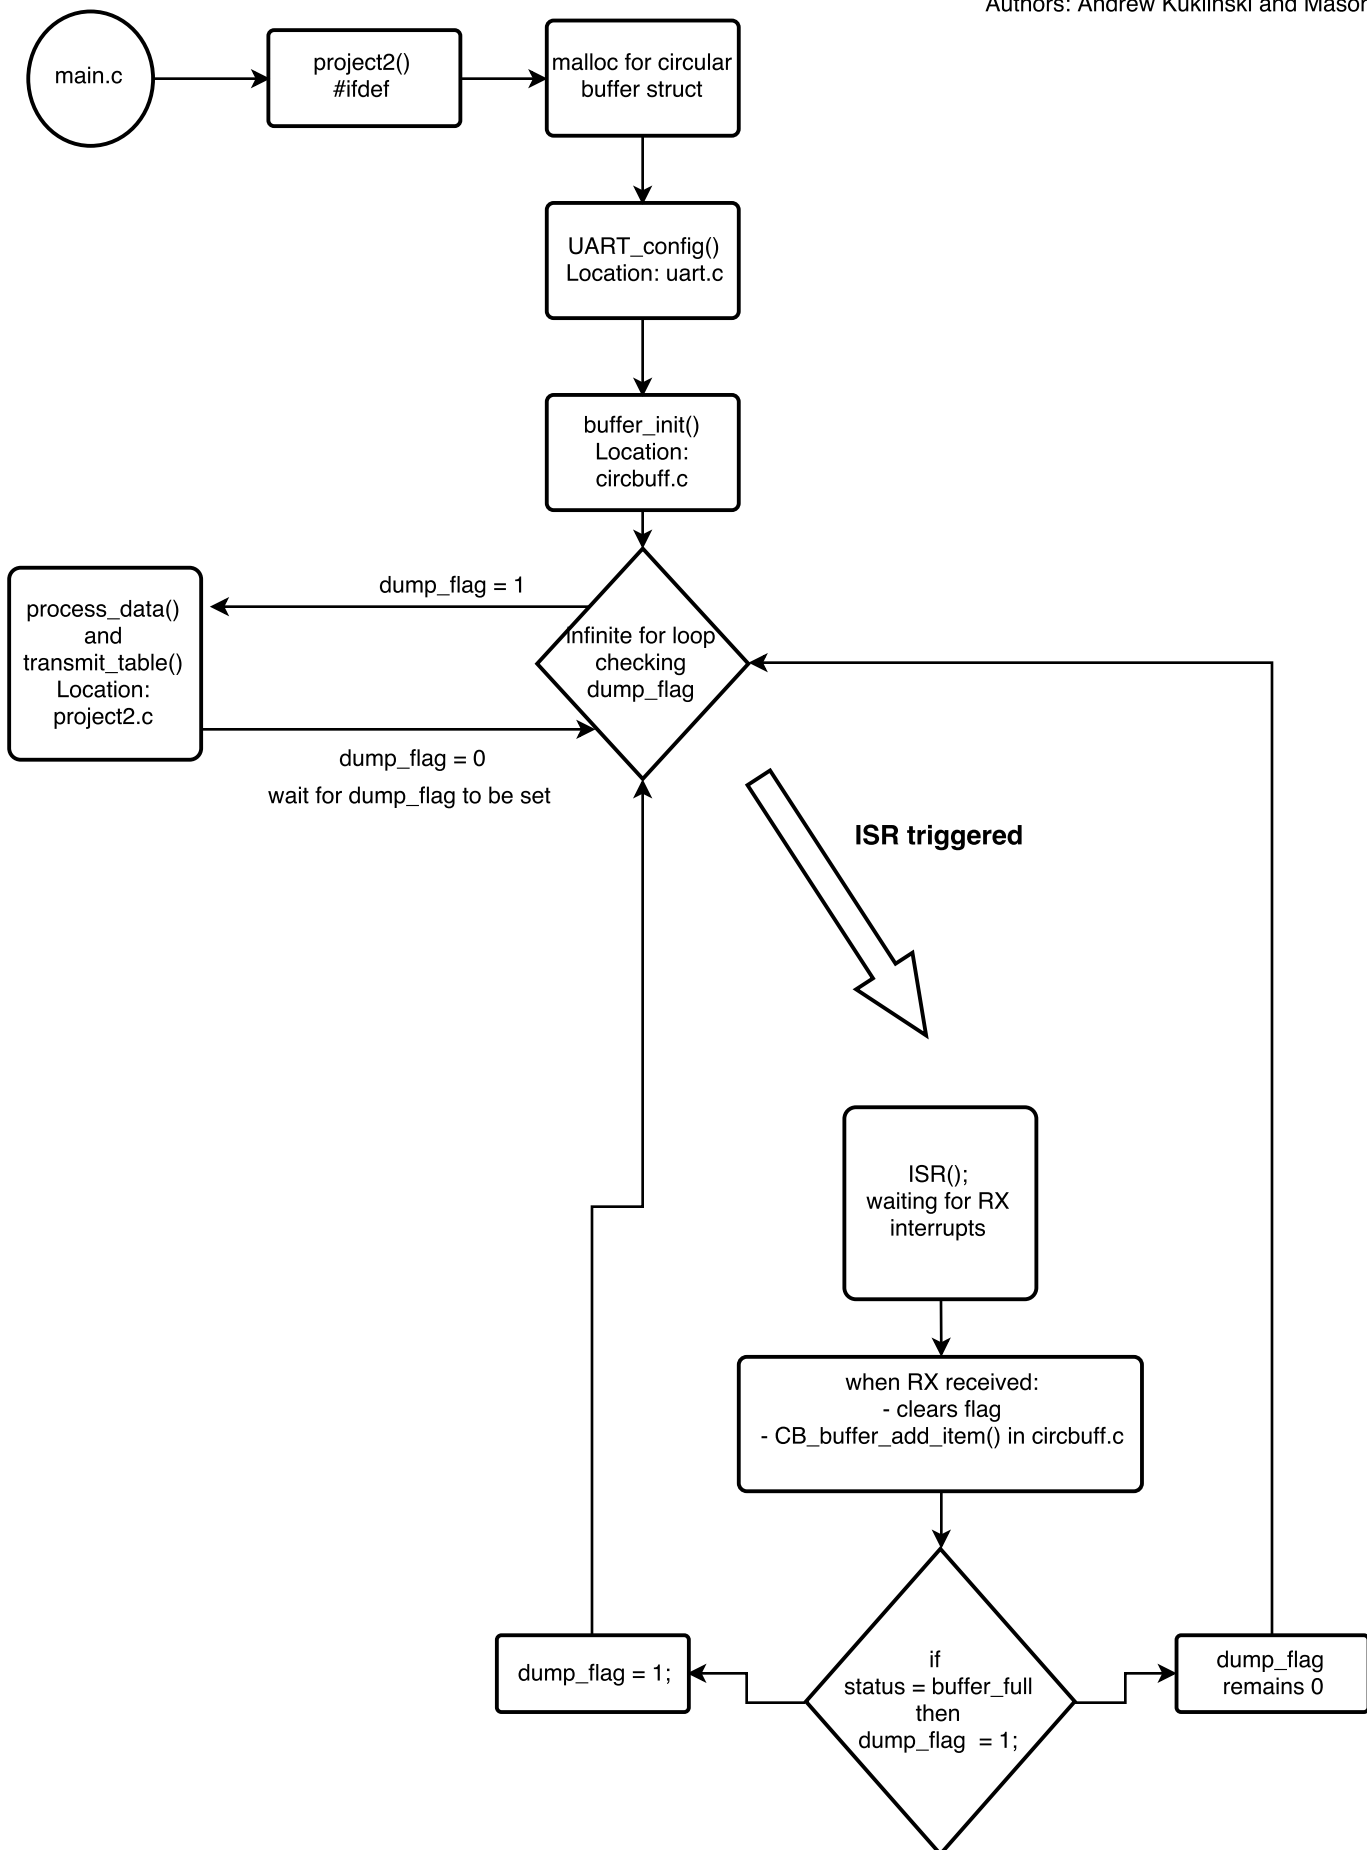 Authors: Andrew Kuklinski and Mason
main.c
project2()
#ifdef
malloc for circular
buffer struct
UART_config()
Location: uart.c
buffer_init()
Location:
circbuff.c
dump_flag = 1
process_data()
and
transmit_table()
Location:
project2.c
Infinite for loop
checking
dump_flag
dump_flag = 0
wait for dump_flag to be set
ISR triggered
ISR();
waiting for RX
interrupts
when RX received:
- clears flag
- CB_buffer_add_item() in circbuff.c
dump_flag = 1;
if
status = buffer_full
then
dump_flag  = 1;
dump_flag
remains 0